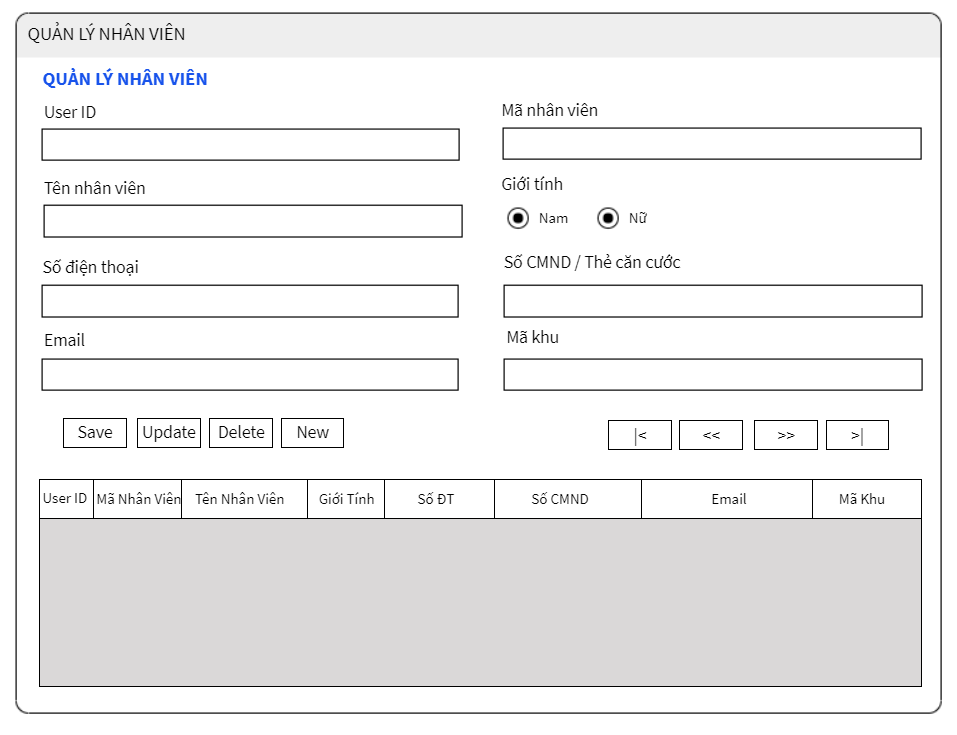 QUẢN LÝ NHÂN VIÊN
QUẢN LÝ NHÂN VIÊN
User ID
Mã nhân viên
Tên nhân viên
Giới tính
Nam Nữ
Số điện thoại
Số CMND / Thẻ căn cước
Email
Mã khu
Save Update Delete New |< << >> >|
User ID Mã Nhân Viên Tên Nhân Viên Giới Tính Số ĐT Số CMND Email Mã Khu